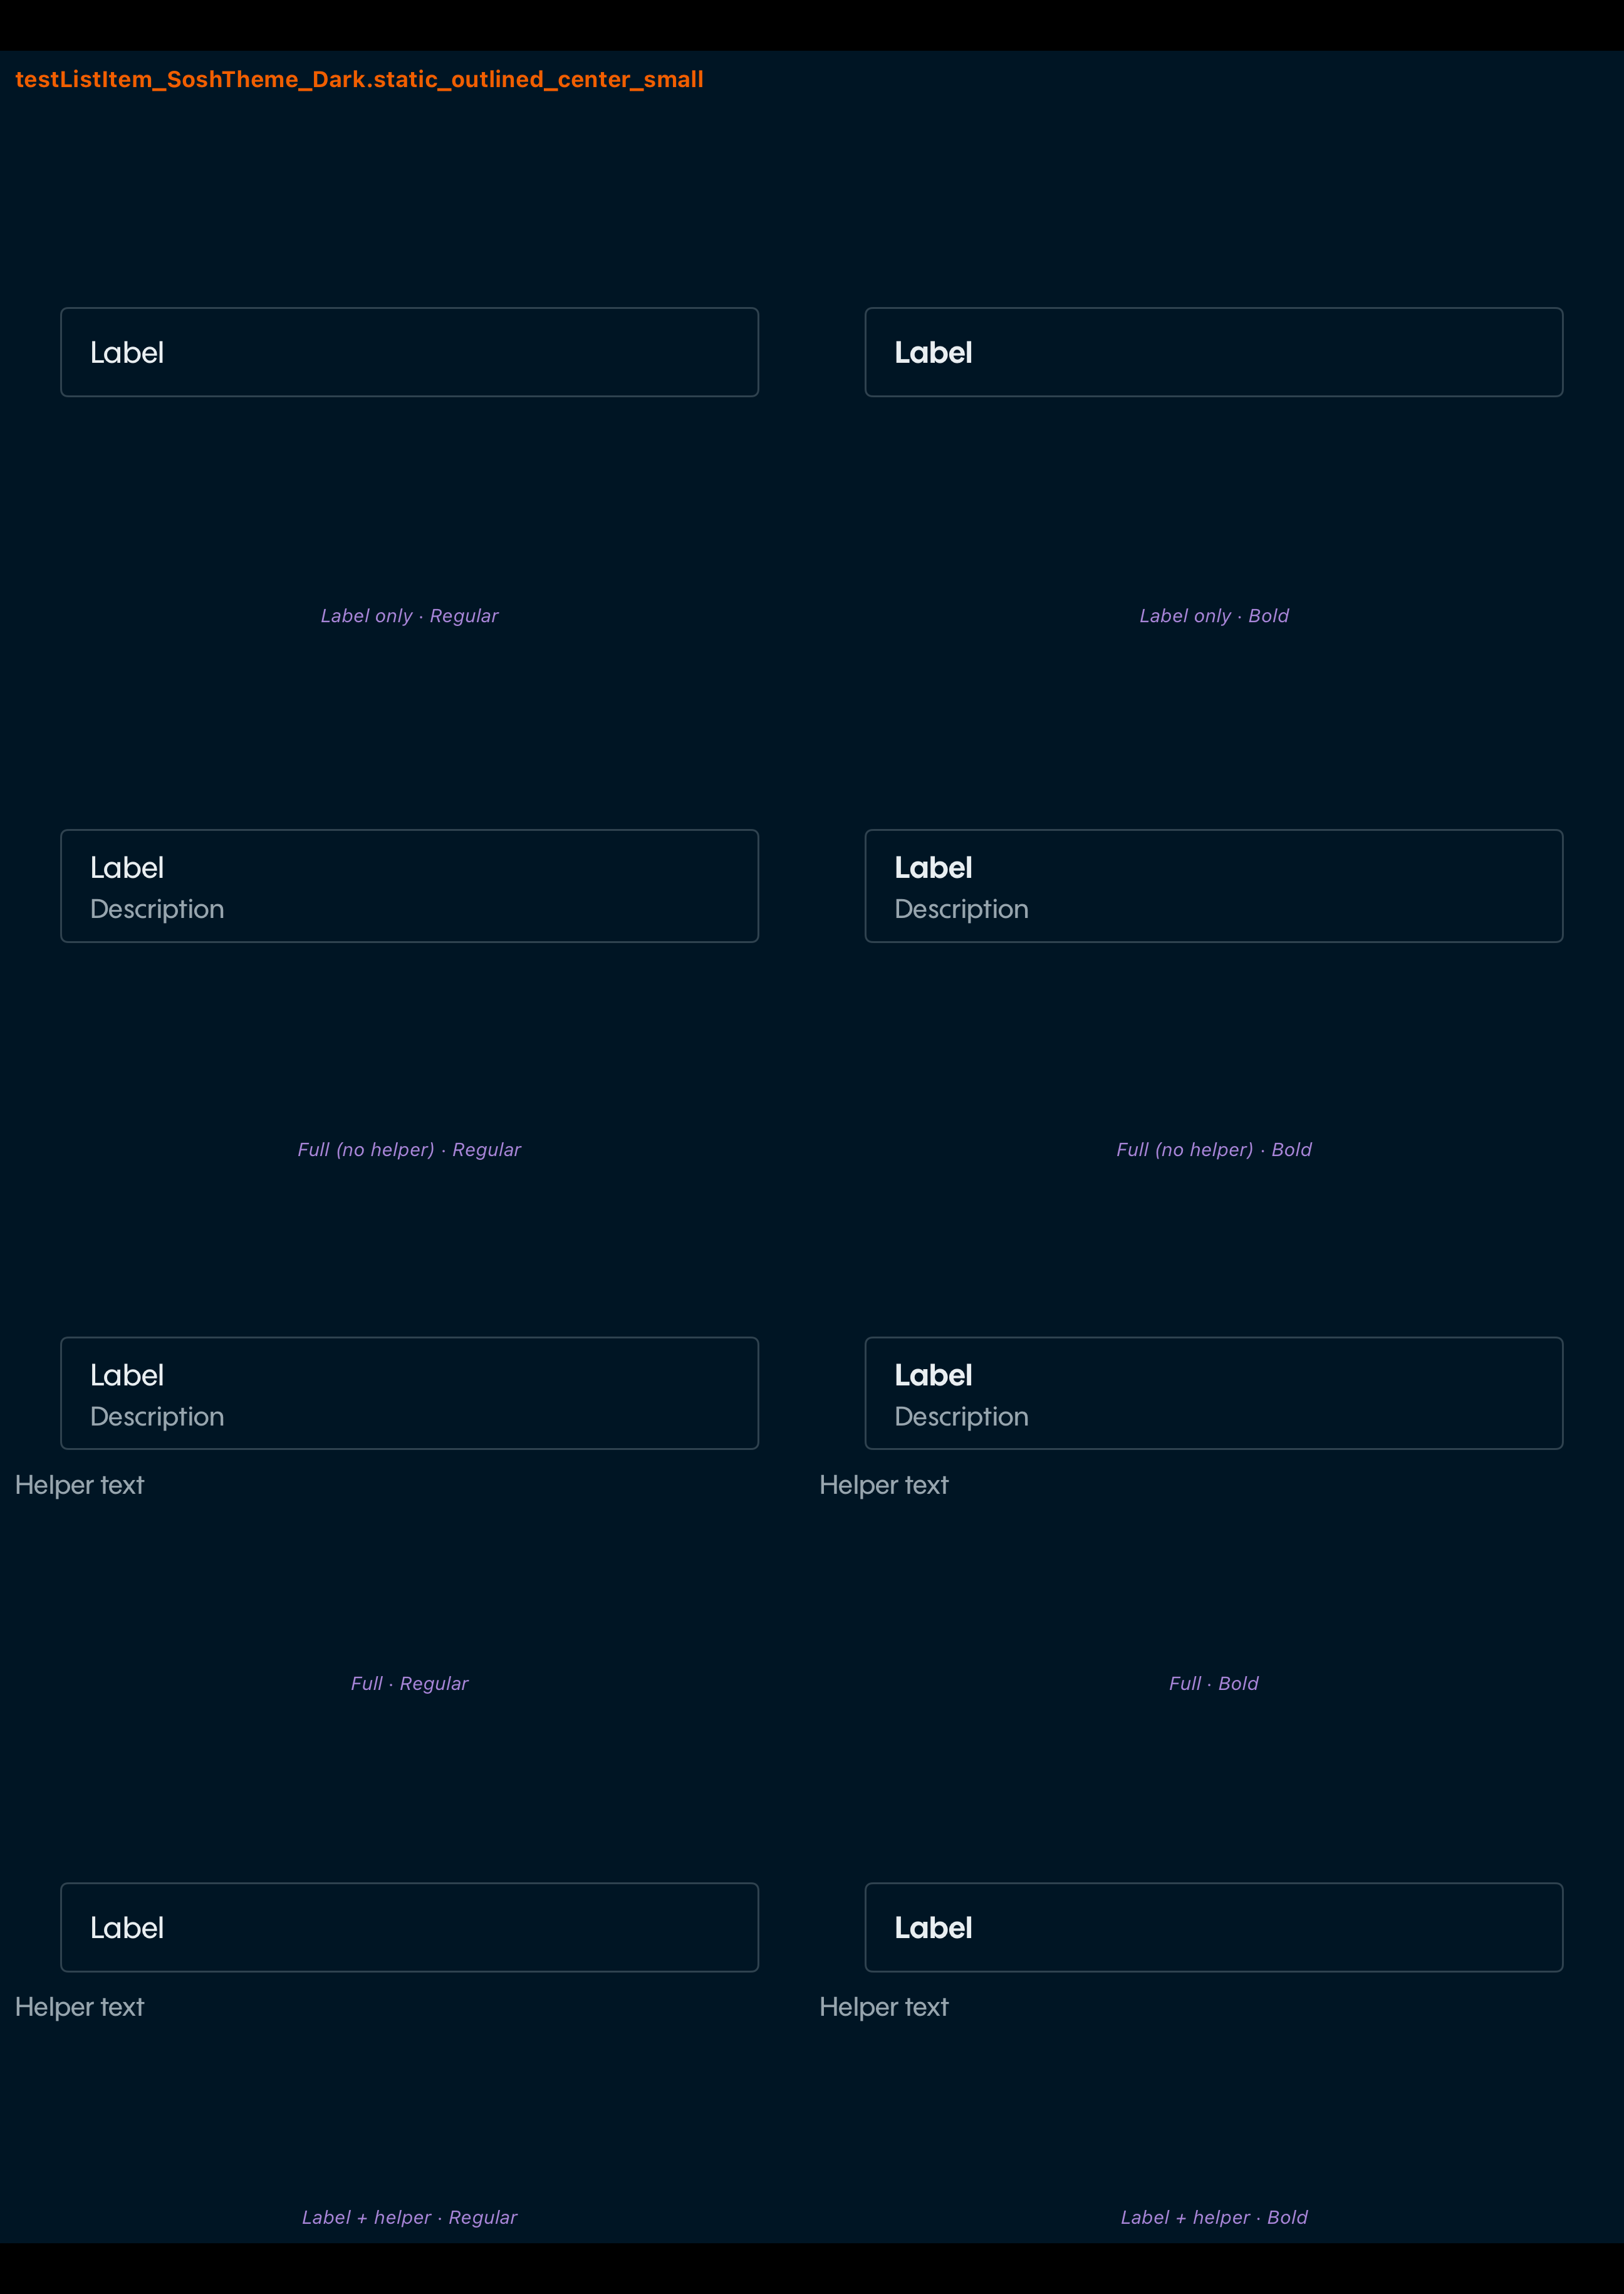 testListItem_SoshTheme_Dark.static_outlined_center_small
Label
Label
Label only · Regular
Label only · Bold
Label
Description
Label
Description
Full (no helper) · Regular
Full (no helper) · Bold
Label
Description
Helper text
Label
Description
Helper text
Full · Regular
Full · Bold
Label
Helper text
Label
Helper text
Label + helper · Regular
Label + helper · Bold